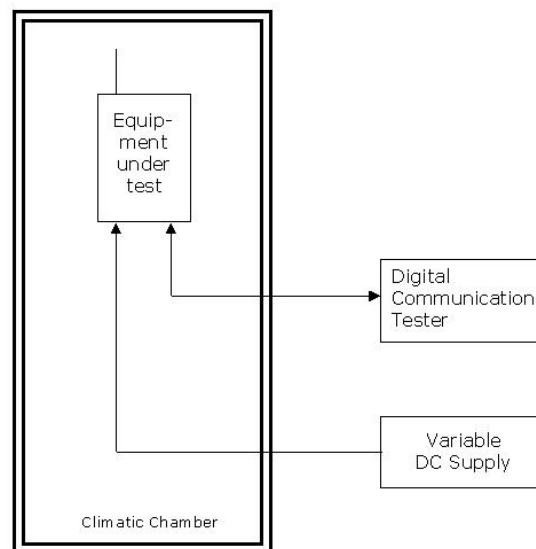 Equip-
ment
under
test
Digital
Communication
Tester
Variable
DC Supply
Climatic Chamber